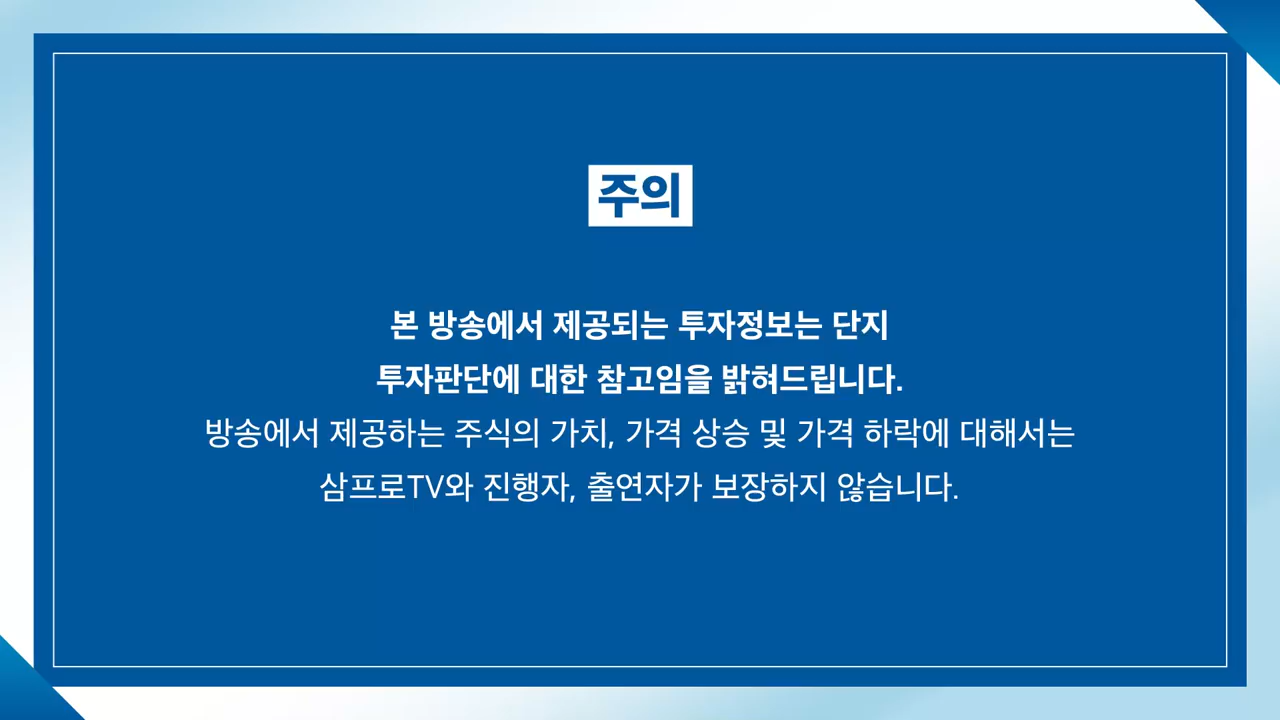 주의
본 방송에서 제공되는 투자정보는 단지
투자판단에 대한 참고임을 밝혀드립니다.
방송에서 제공하는 주식의 가치, 가격 상승 및 가격 하락에 대해서는
삼프로TV와 진행자, 출연자가 보장하지 않습니다.